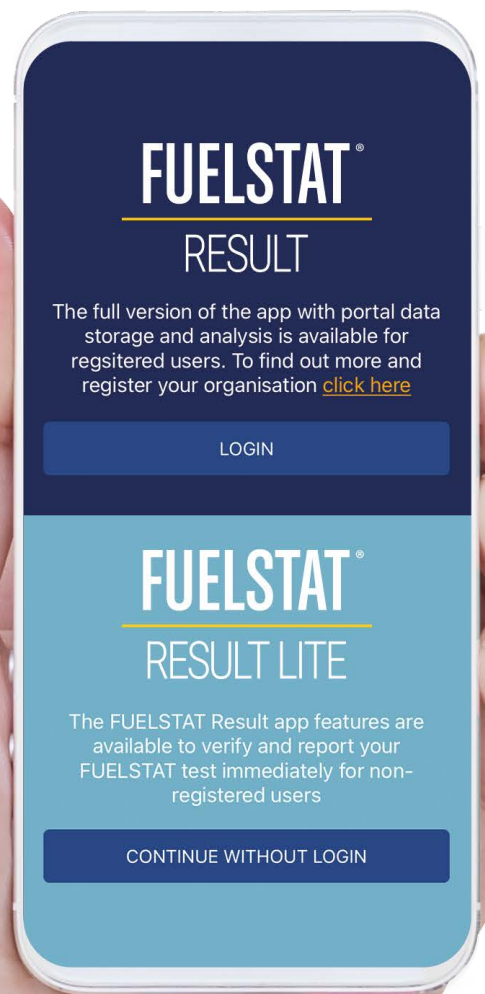 FUELSTAT®
RESULT
The full version of the app with portal data
storage and analysis is available for
regsitered users. To find out more and
register your organisation click here
LOGIN
FUELSTAT®
RESULT LITE
The FUELSTAT Result app features are
available to verify and report your
FUELSTAT test immediately for non-
registered users
CONTINUE WITHOUT LOGIN